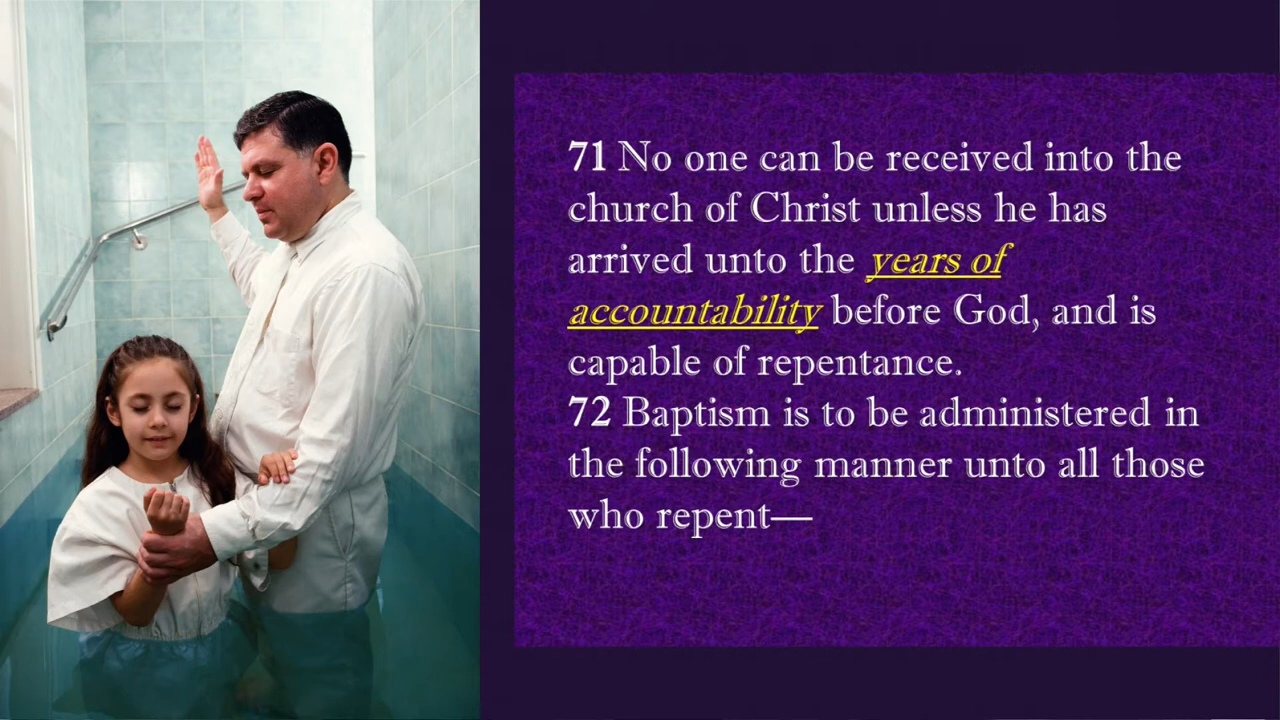 71 No one can be received into the
church of Christ unless he has
arrived unto the years of
accountability before God, and is
capable of repentance.
72 Baptism is to be administered in
the following manner unto all those
who repent—